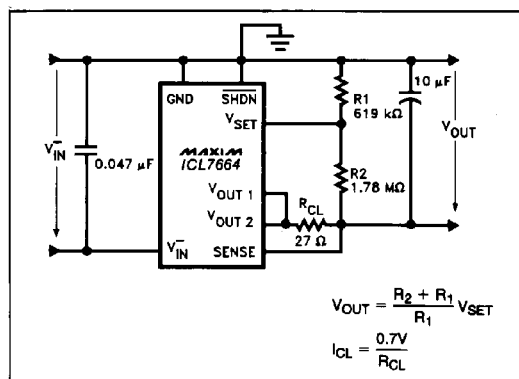 GND
SHDN
R1
619 kΩ
10 µF
VSET
VIN−
0.047 µF
MAXIM
ICL7664
VOUT
R2
1.78 MΩ
VOUT 1
VOUT 2
RCL
27 Ω
VIN−
SENSE
VOUT = (R2 + R1) / R1 VSET
ICL = 0.7V / RCL